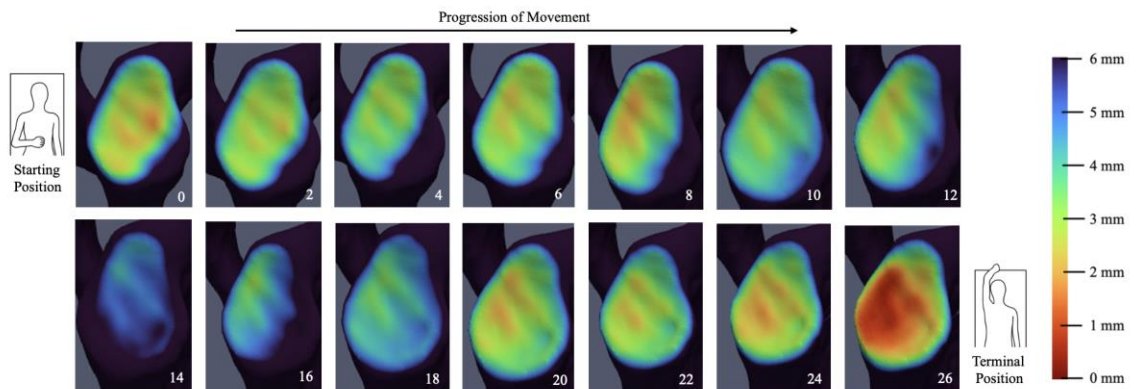 Progression of Movement
Starting
Position
0
2
4
6
8
10
12
14
16
18
20
22
24
26
Terminal
Position
6 mm
5 mm
4 mm
3 mm
2 mm
1 mm
0 mm